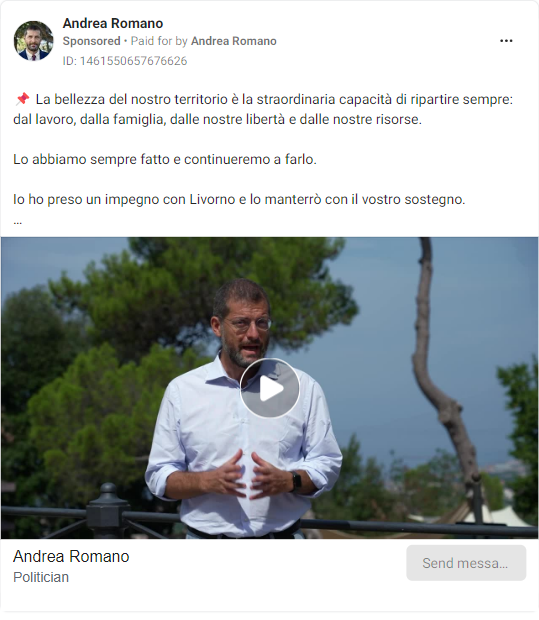 Andrea Romano
Sponsored • Paid for by Andrea Romano
ID: 1461550657676626
📌 La bellezza del nostro territorio è la straordinaria capacità di ripartire sempre:
dal lavoro, dalla famiglia, dalle nostre libertà e dalle nostre risorse.
Lo abbiamo sempre fatto e continueremo a farlo.
Io ho preso un impegno con Livorno e lo manterrò con il vostro sostegno.
...
Andrea Romano
Politician
Send messa...